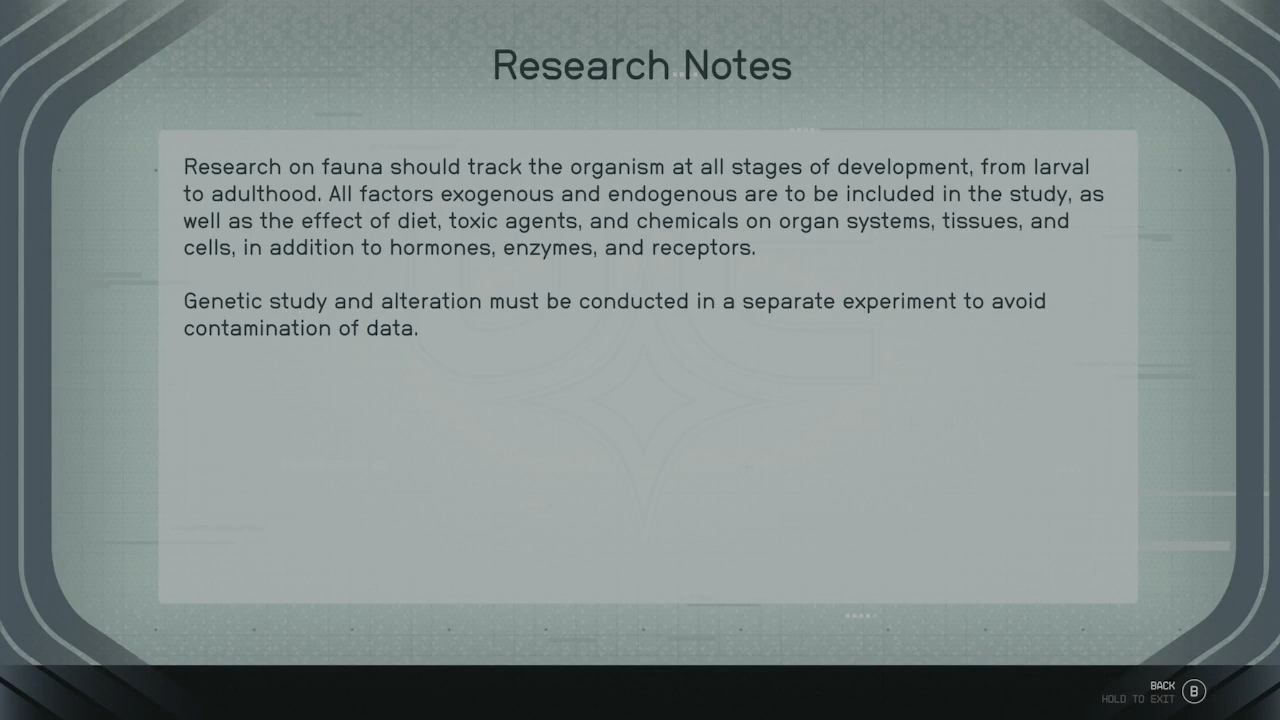 Research Notes
Research on fauna should track the organism at all stages of development, from larval
to adulthood. All factors exogenous and endogenous are to be included in the study, as
well as the effect of diet, toxic agents, and chemicals on organ systems, tissues, and
cells, in addition to hormones, enzymes, and receptors.
Genetic study and alteration must be conducted in a separate experiment to avoid
contamination of data.
BACK
HOLD TO EXIT
B